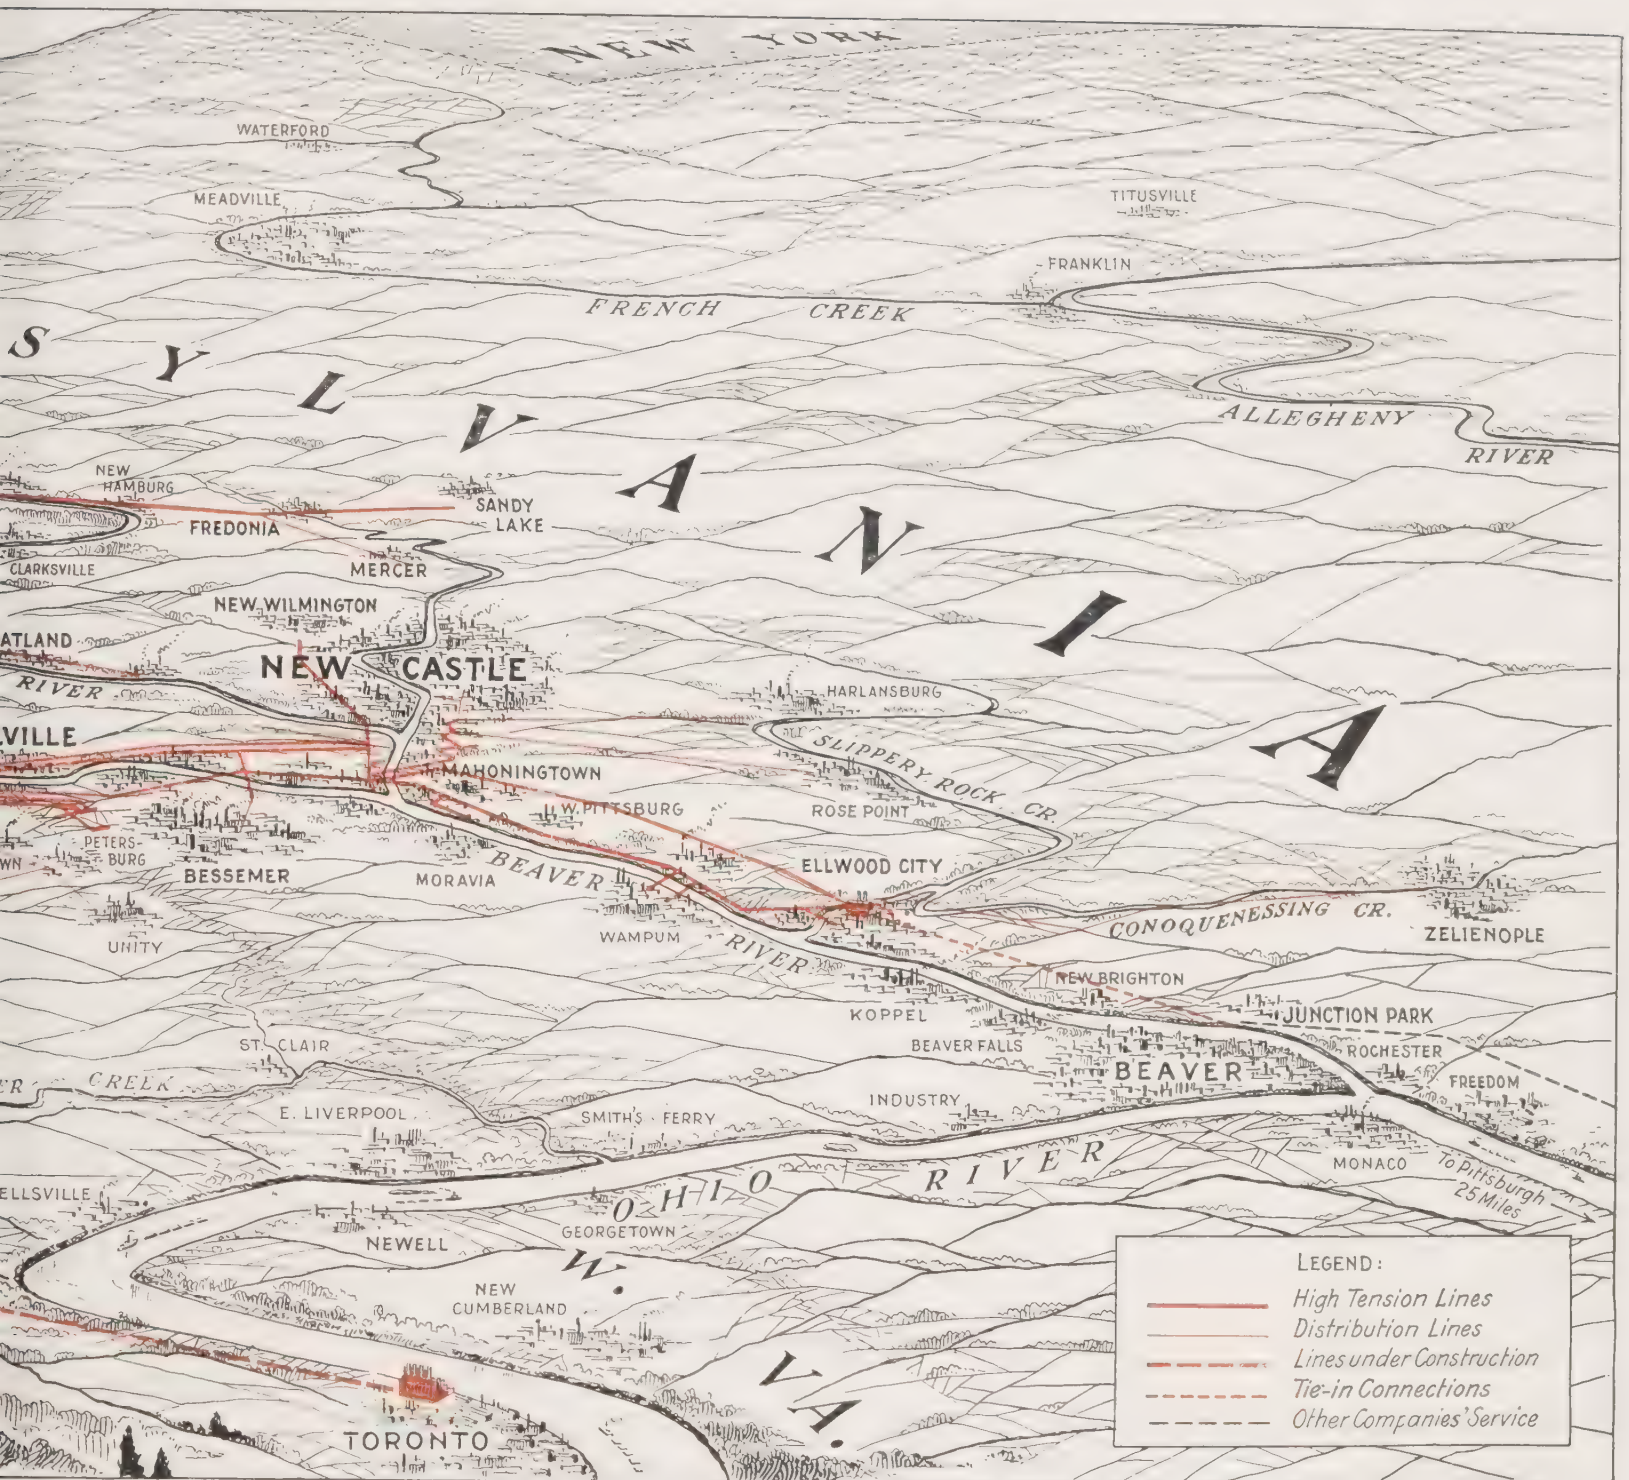 NEW YORK
WATERFORD
MEADVILLE
TITUSVILLE
FRANKLIN
FRENCH CREEK
SYLVANIA
ALLEGHENY
RIVER
NEW
HAMBURG
FREDONIA
SANDY
LAKE
CLARKSVILLE
MERCER
NEW WILMINGTON
ATLAND
NEW CASTLE
RIVER
HARLANSBURG
LVILLE
SLIPPERY ROCK CR.
MAHONINGTOWN
W. PITTSBURG
ROSE POINT
PETERS-
BURG
WN
BESSEMER
MORAVIA
BEAVER
RIVER
ELLWOOD CITY
CONOQUENESSING CR.
ZELIENOPLE
UNITY
WAMPUM
NEW BRIGHTON
KOPPEL
JUNCTION PARK
BEAVER FALLS
ROCHESTER
ST. CLAIR
BEAVER
FREEDOM
ER CREEK
E. LIVERPOOL
SMITH'S FERRY
INDUSTRY
MONACO
To Pittsburgh
25 Miles
ELLSVILLE
OHIO RIVER
GEORGETOWN
NEWELL
W. VA.
NEW
CUMBERLAND
TORONTO
LEGEND:
High Tension Lines
Distribution Lines
Lines under Construction
Tie-in Connections
Other Companies' Service